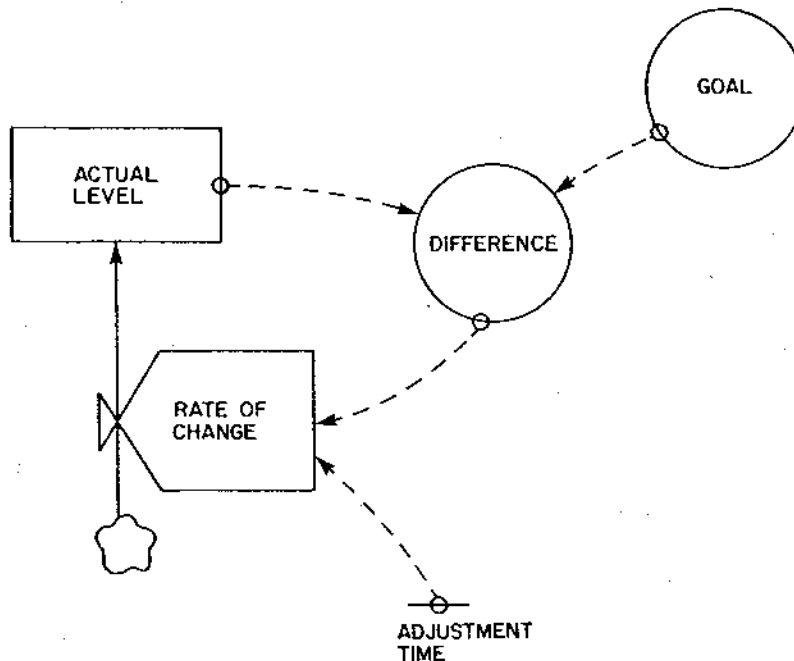 GOAL
ACTUAL
LEVEL
DIFFERENCE
RATE OF
CHANGE
ADJUSTMENT
TIME